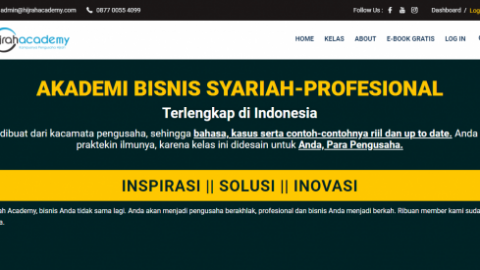 admin@hijrahacademy.com 0877 0055 4099 Follow Us : Dashboard / Log
rahacademy
HOME KELAS ABOUT E-BOOK GRATIS LOG IN
AKADEMI BISNIS SYARIAH-PROFESIONAL
Terlengkap di Indonesia
dibuat dari kacamata pengusaha, sehingga bahasa, kasus serta contoh-contohnya riil dan up to date. Anda
praktekin ilmunya, karena kelas ini didesain untuk Anda, Para Pengusaha.
INSPIRASI || SOLUSI || INOVASI
ah Academy, bisnis Anda tidak sama lagi. Anda akan menjadi pengusaha berakhlak, profesional dan bisnis Anda menjadi berkah. Ribuan member kami suda
a.